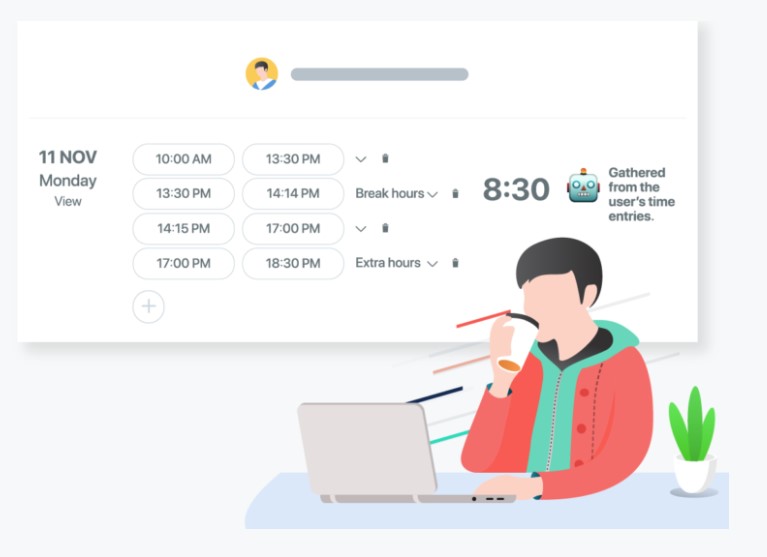 11 NOV
Monday
View
10:00 AM 13:30 PM
13:30 PM 14:14 PM Break hours
14:15 PM 17:00 PM
17:00 PM 18:30 PM Extra hours
8:30
Gathered
from the
user's time
entries.